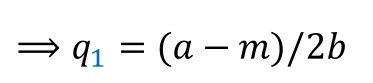 ⟹ q₁ = (a − m)/2b